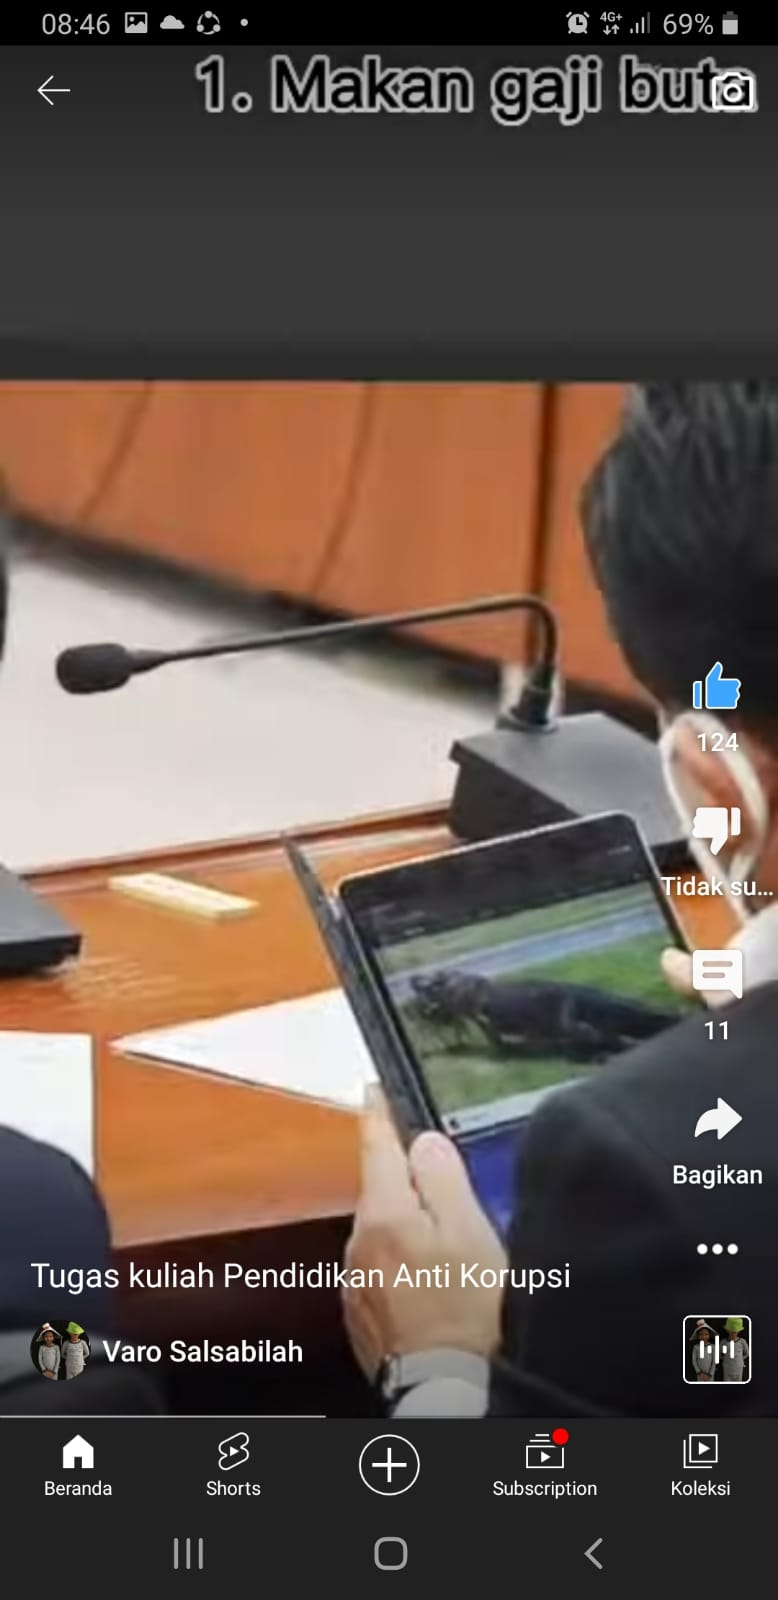 08:46 4G+ 69%
1. Makan gaji buta
124
Tidak su...
11
Bagikan
Tugas kuliah Pendidikan Anti Korupsi
Varo Salsabilah
Beranda
Shorts
Subscription
Koleksi